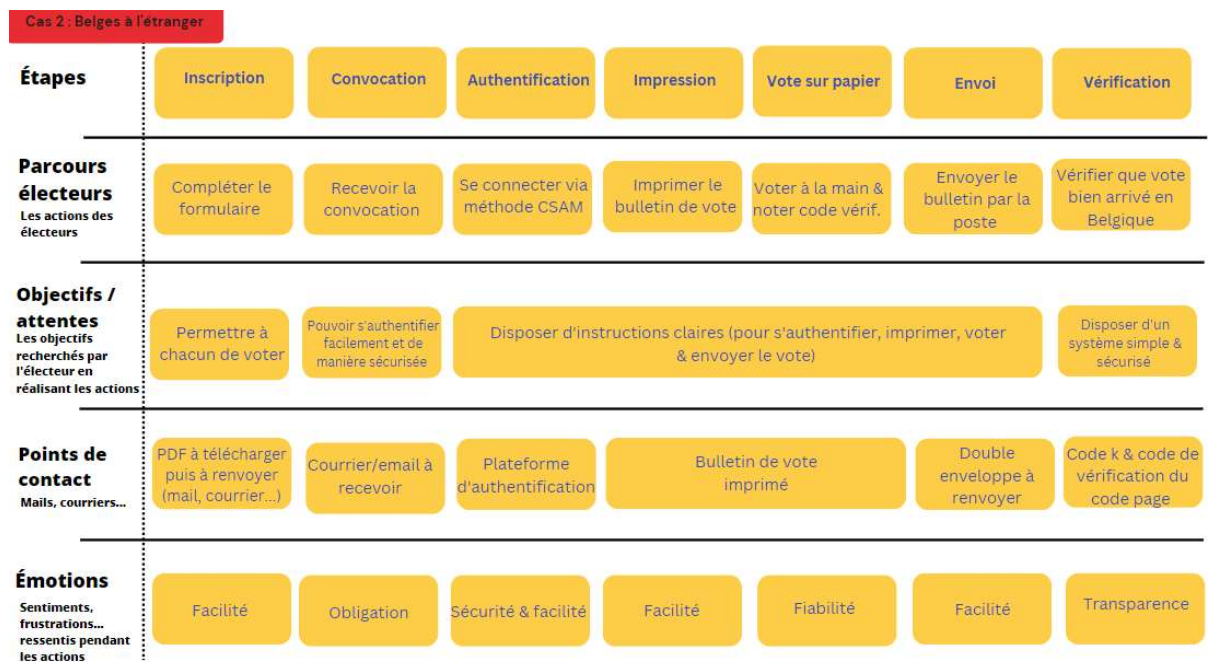 Cas 2 : Belges à l'étranger
Étapes
Inscription
Convocation
Authentification
Impression
Vote sur papier
Envoi
Vérification
Parcours
électeurs
Les actions des
électeurs
Compléter le
formulaire
Recevoir la
convocation
Se connecter via
méthode CSAM
Imprimer le
bulletin de vote
Voter à la main &
noter code vérif.
Envoyer le
bulletin par la
poste
Vérifier que vote
bien arrivé en
Belgique
Objectifs /
attentes
Les objectifs
recherchés par
l'électeur en
réalisant les actions
Permettre à
chacun de voter
Pouvoir s'authentifier
facilement et de
manière sécurisée
Disposer d'instructions claires (pour s'authentifier, imprimer, voter
& envoyer le vote)
Disposer d'un
système simple &
sécurisé
Points de
contact
Mails, courriers...
PDF à télécharger
puis à renvoyer
(mail, courrier...)
Courrier/email à
recevoir
Plateforme
d'authentification
Bulletin de vote
imprimé
Double
enveloppe à
renvoyer
Code k & code de
vérification du
code page
Émotions
Sentiments,
frustrations...
ressentis pendant
les actions
Facilité
Obligation
Sécurité & facilité
Facilité
Fiabilité
Facilité
Transparence